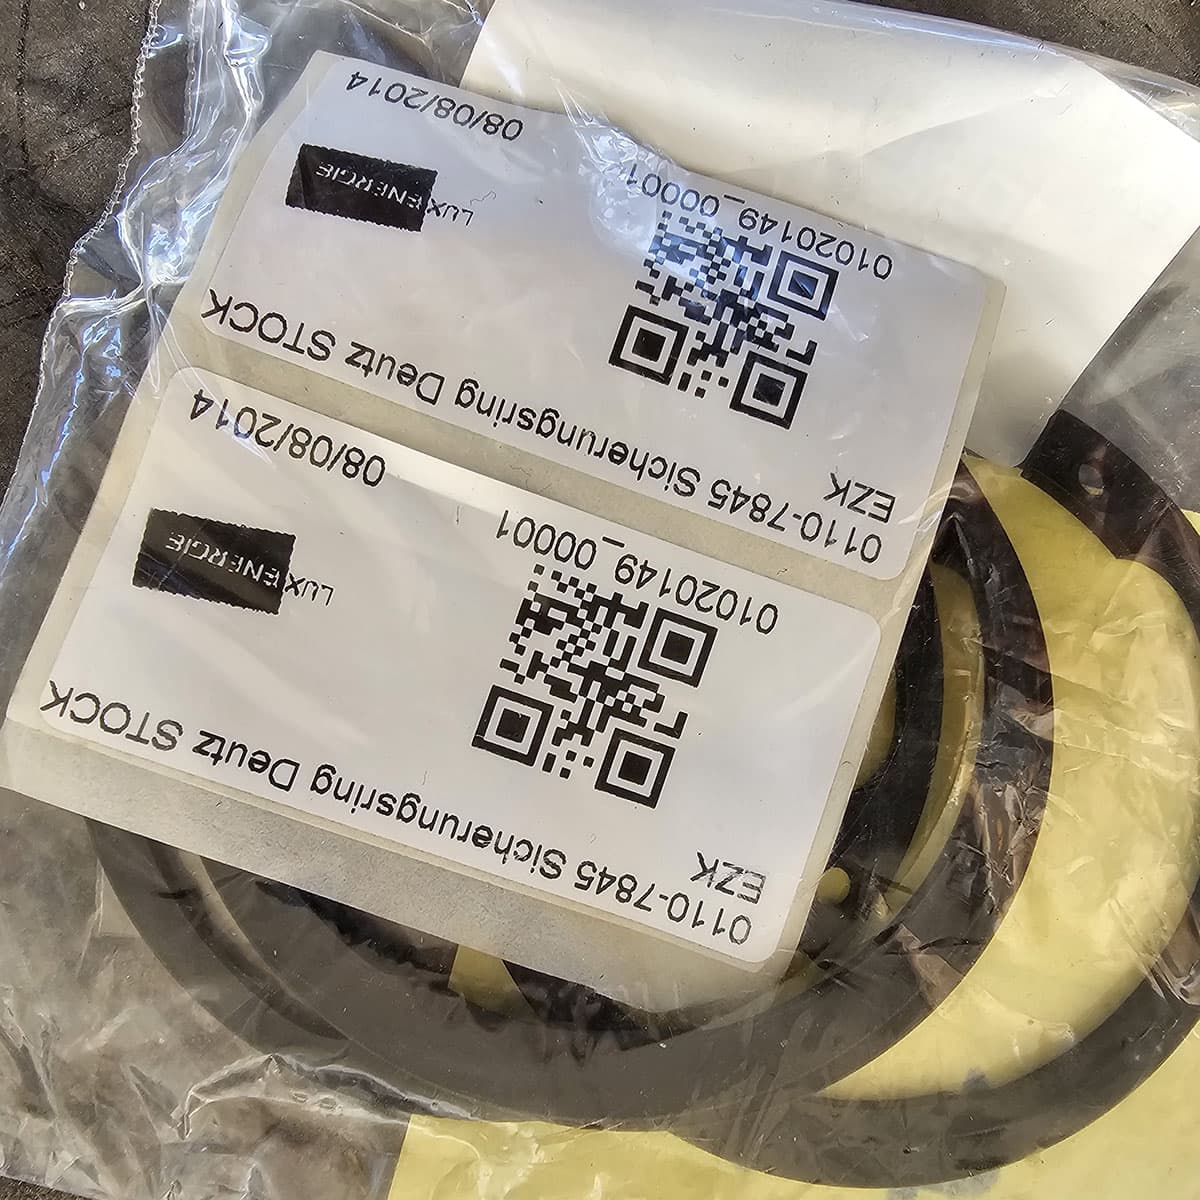 0110-7845 Sicherungsring Deutz STOCK
EZK
01020149_00001
LUXENERGIE
08/08/2014
0110-7845 Sicherungsring Deutz STOCK
EZK
01020149_00001
LUXENERGIE
08/08/2014